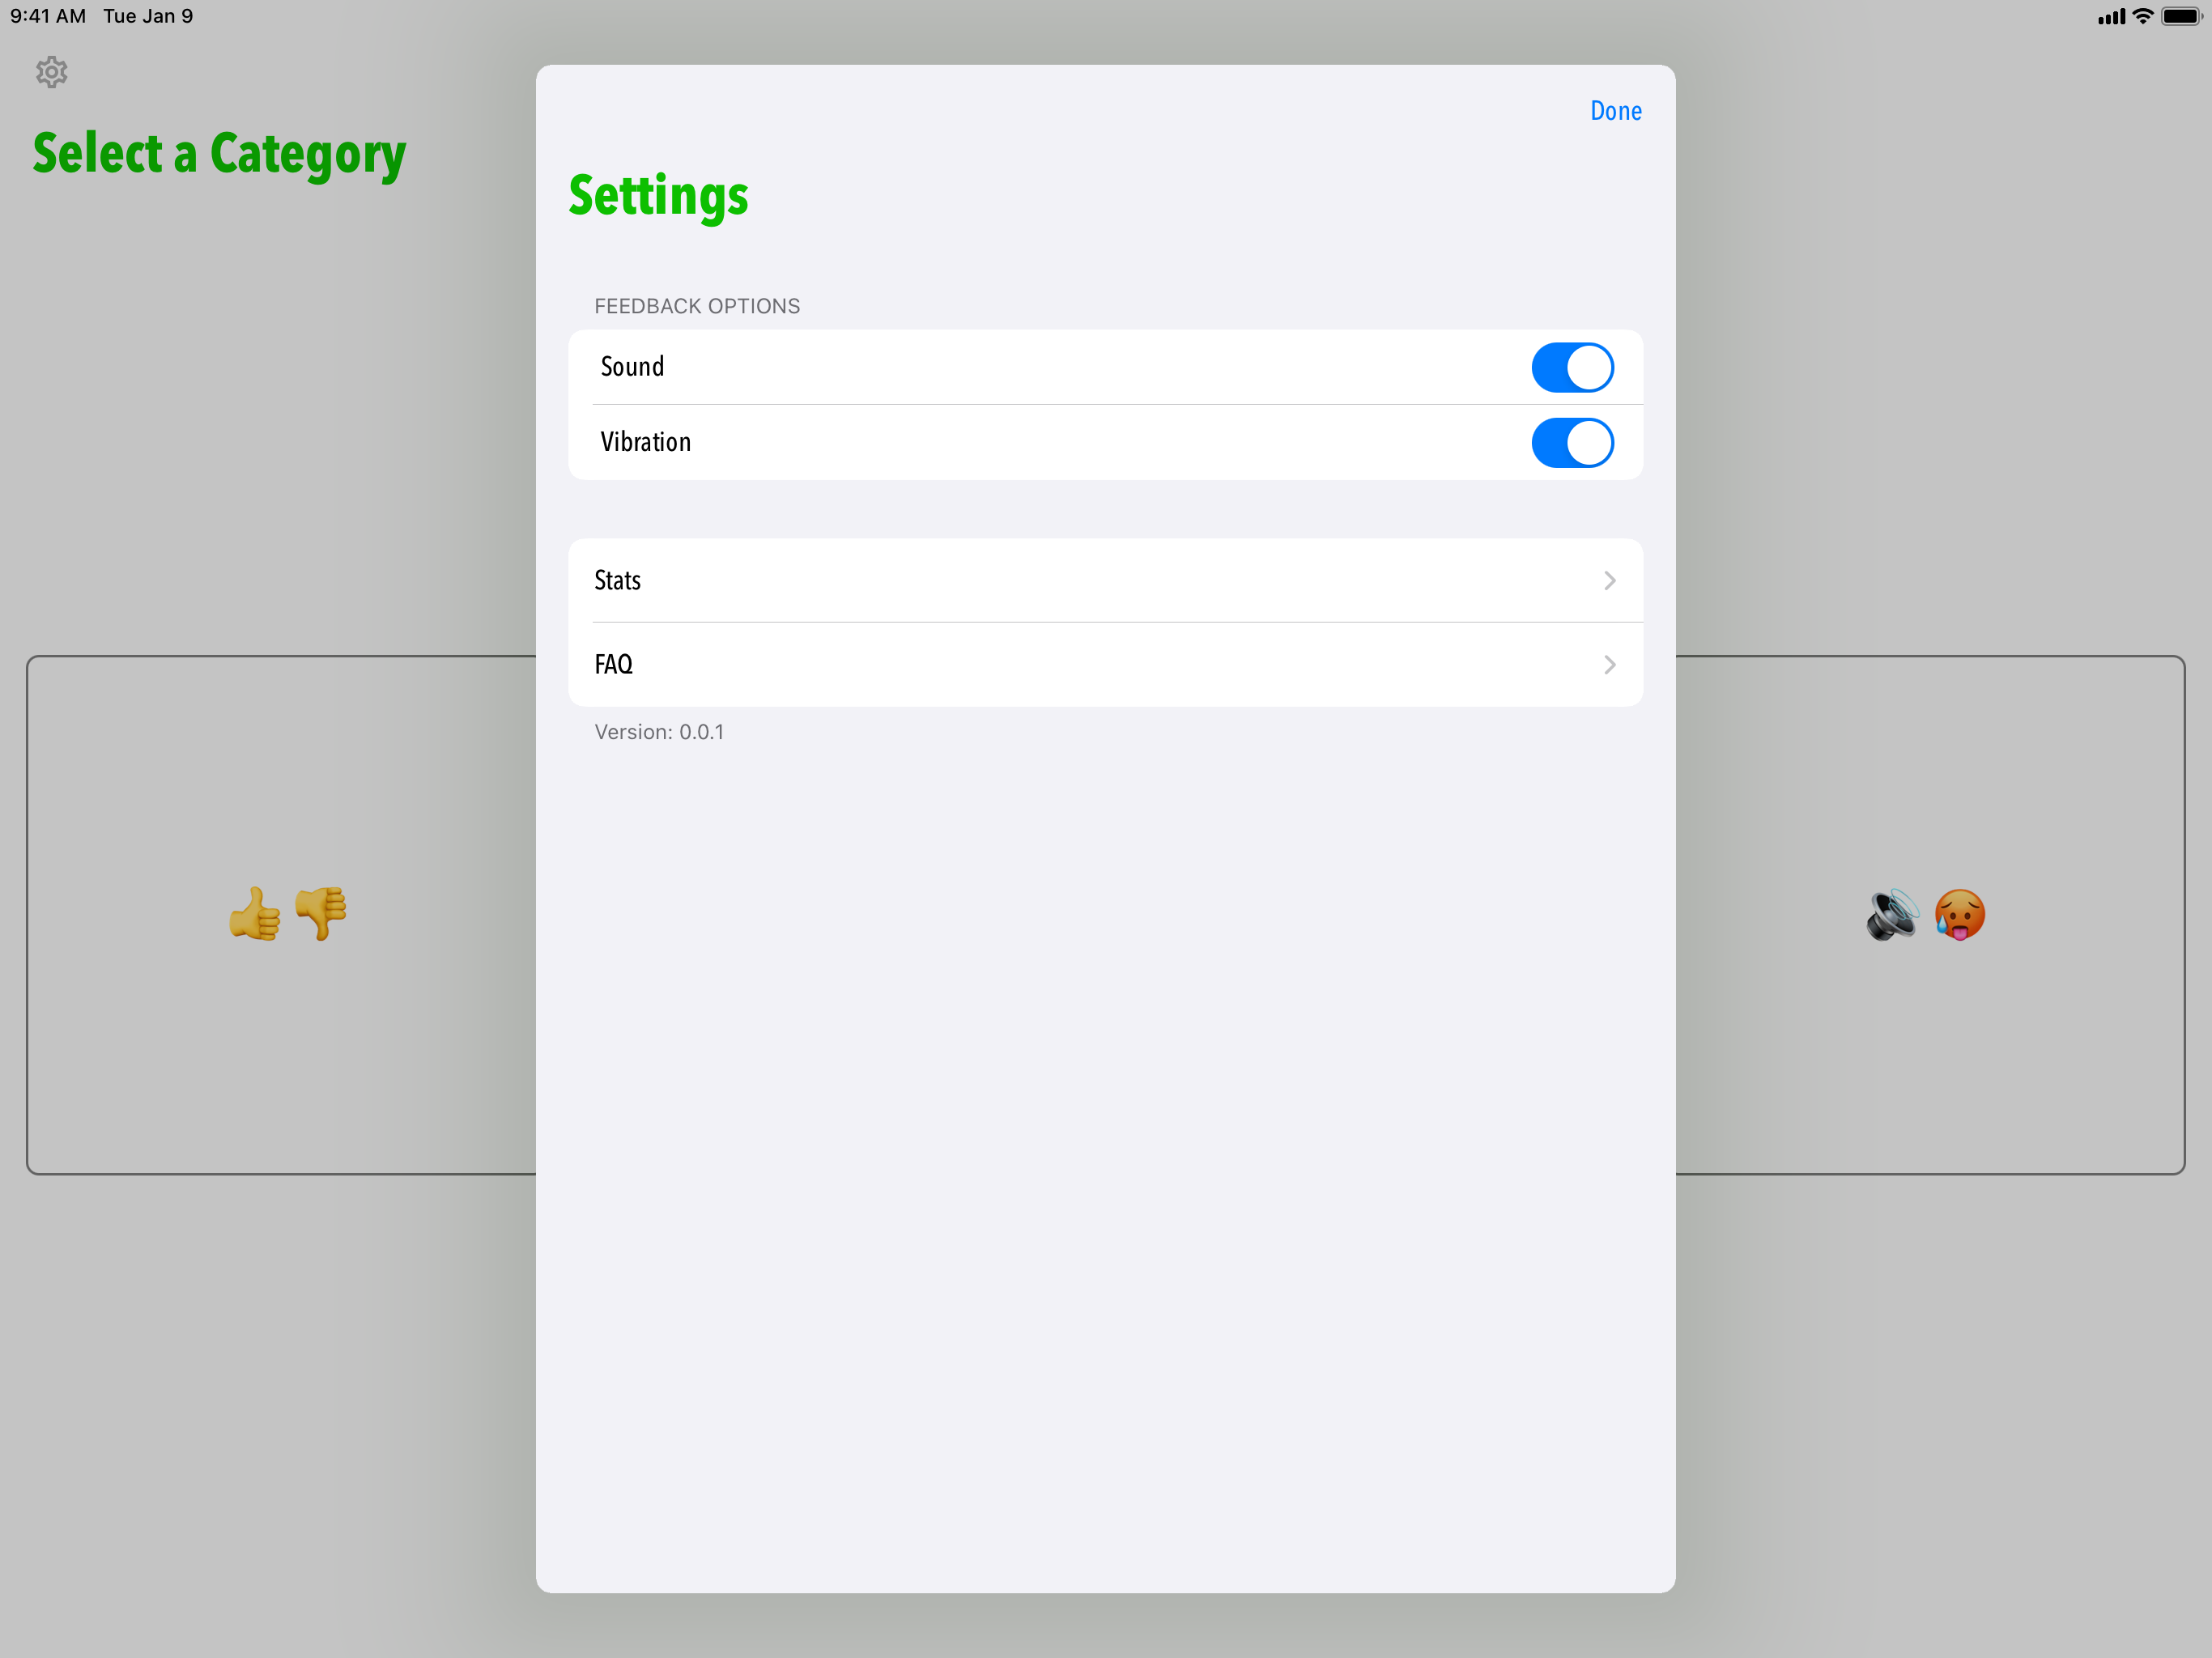 9:41 AM Tue Jan 9
Select a Category
Done
Settings
FEEDBACK OPTIONS
Sound
Vibration
Stats
FAQ
Version: 0.0.1